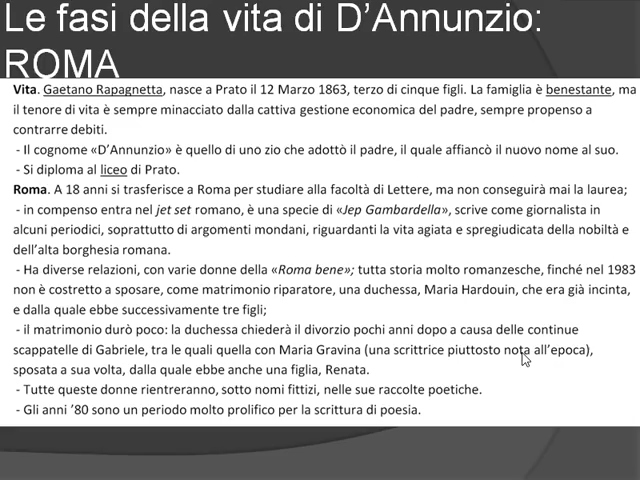 Le fasi della vita di D’Annunzio:
ROMA
Vita. Gaetano Rapagnetta, nasce a Prato il 12 Marzo 1863, terzo di cinque figli. La famiglia è benestante, ma
il tenore di vita è sempre minacciato dalla cattiva gestione economica del padre, sempre propenso a
contrarre debiti.
- Il cognome «D’Annunzio» è quello di uno zio che adottò il padre, il quale affiancò il nuovo nome al suo.
- Si diploma al liceo di Prato.
Roma. A 18 anni si trasferisce a Roma per studiare alla facoltà di Lettere, ma non conseguirà mai la laurea;
- in compenso entra nel jet set romano, è una specie di «Jep Gambardella», scrive come giornalista in
alcuni periodici, soprattutto di argomenti mondani, riguardanti la vita agiata e spregiudicata della nobiltà e
dell’alta borghesia romana.
- Ha diverse relazioni, con varie donne della «Roma bene»; tutta storia molto romanzesche, finché nel 1983
non è costretto a sposare, come matrimonio riparatore, una duchessa, Maria Hardouin, che era già incinta,
e dalla quale ebbe successivamente tre figli;
- il matrimonio durò poco: la duchessa chiederà il divorzio pochi anni dopo a causa delle continue
scappatelle di Gabriele, tra le quali quella con Maria Gravina (una scrittrice piuttosto nota all’epoca),
sposata a sua volta, dalla quale ebbe anche una figlia, Renata.
- Tutte queste donne rientreranno, sotto nomi fittizi, nelle sue raccolte poetiche.
- Gli anni ’80 sono un periodo molto prolifico per la scrittura di poesia.